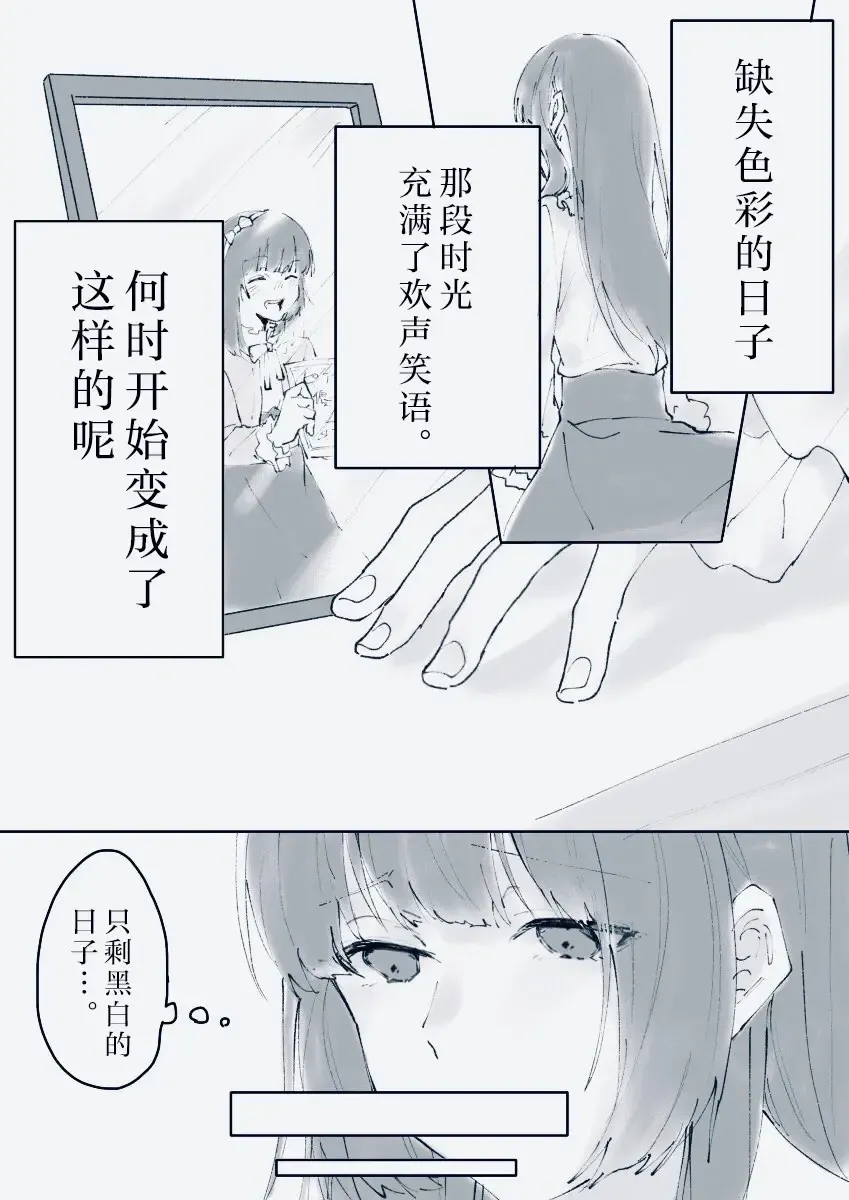 缺失色彩的日子
那段时光
充满了欢声笑语。
何时开始变成了
这样的呢
只剩黑白的
日子…。